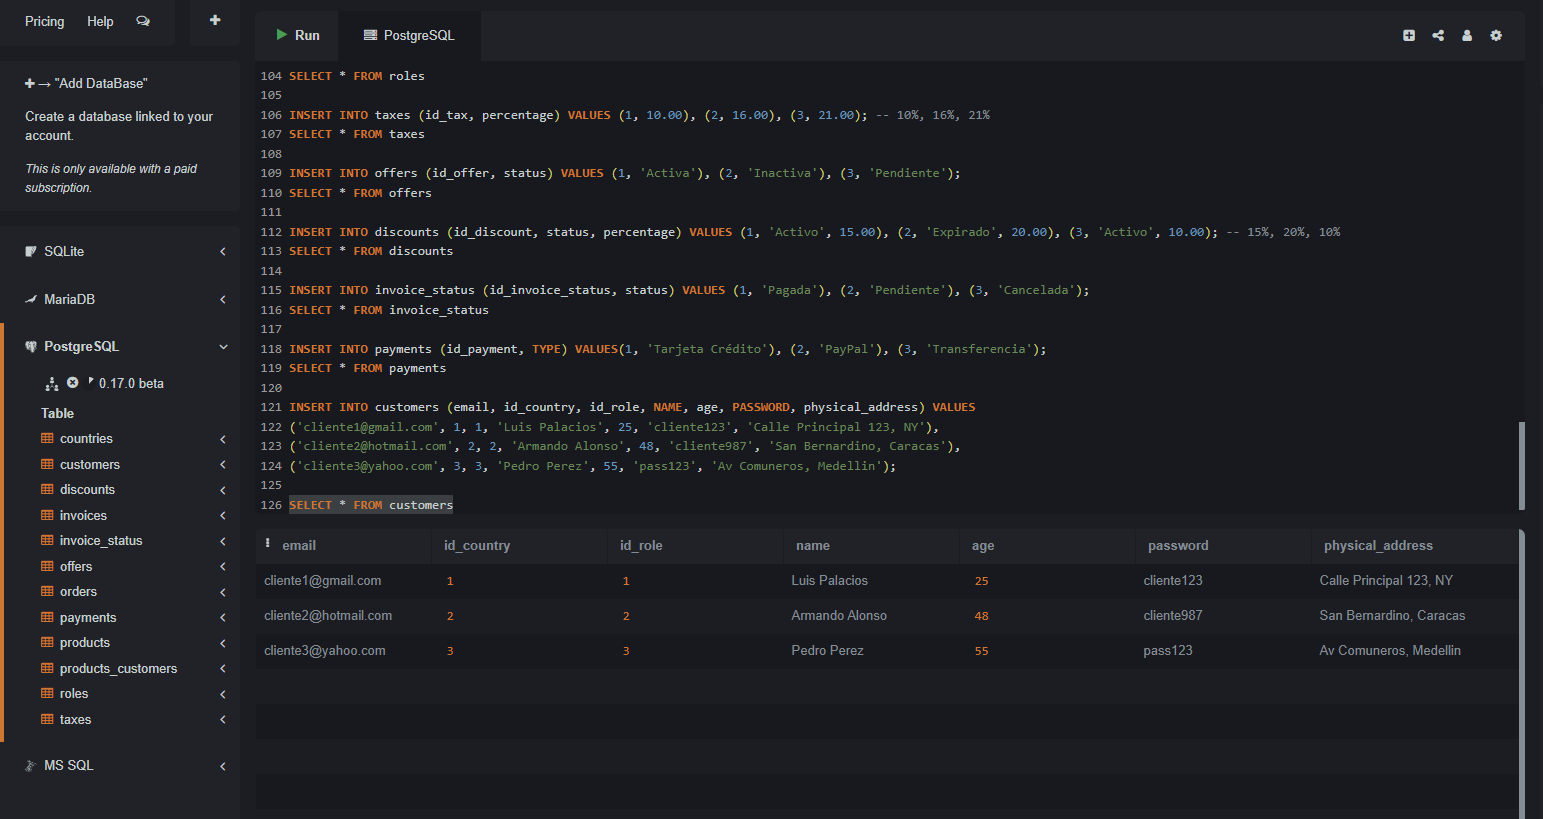 Pricing Help
Run PostgreSQL
"Add DataBase"
Create a database linked to your
account.
This is only available with a paid
subscription.
SQLite
MariaDB
PostgreSQL
0.17.0 beta
Table
countries
customers
discounts
invoices
invoice_status
offers
orders
payments
products
products_customers
roles
taxes
MS SQL
104 SELECT * FROM roles
105
106 INSERT INTO taxes (id_tax, percentage) VALUES (1, 10.00), (2, 16.00), (3, 21.00); -- 10%, 16%, 21%
107 SELECT * FROM taxes
108
109 INSERT INTO offers (id_offer, status) VALUES (1, 'Activa'), (2, 'Inactiva'), (3, 'Pendiente');
110 SELECT * FROM offers
111
112 INSERT INTO discounts (id_discount, status, percentage) VALUES (1, 'Activo', 15.00), (2, 'Expirado', 20.00), (3, 'Activo', 10.00); -- 15%, 20%, 10%
113 SELECT * FROM discounts
114
115 INSERT INTO invoice_status (id_invoice_status, status) VALUES (1, 'Pagada'), (2, 'Pendiente'), (3, 'Cancelada');
116 SELECT * FROM invoice_status
117
118 INSERT INTO payments (id_payment, TYPE) VALUES(1, 'Tarjeta Crédito'), (2, 'PayPal'), (3, 'Transferencia');
119 SELECT * FROM payments
120
121 INSERT INTO customers (email, id_country, id_role, NAME, age, PASSWORD, physical_address) VALUES
122 ('cliente1@gmail.com', 1, 1, 'Luis Palacios', 25, 'cliente123', 'Calle Principal 123, NY'),
123 ('cliente2@hotmail.com', 2, 2, 'Armando Alonso', 48, 'cliente987', 'San Bernardino, Caracas'),
124 ('cliente3@yahoo.com', 3, 3, 'Pedro Perez', 55, 'pass123', 'Av Comuneros, Medellin');
125
126 SELECT * FROM customers
email id_country id_role name age password physical_address
cliente1@gmail.com 1 1 Luis Palacios 25 cliente123 Calle Principal 123, NY
cliente2@hotmail.com 2 2 Armando Alonso 48 cliente987 San Bernardino, Caracas
cliente3@yahoo.com 3 3 Pedro Perez 55 pass123 Av Comuneros, Medellin